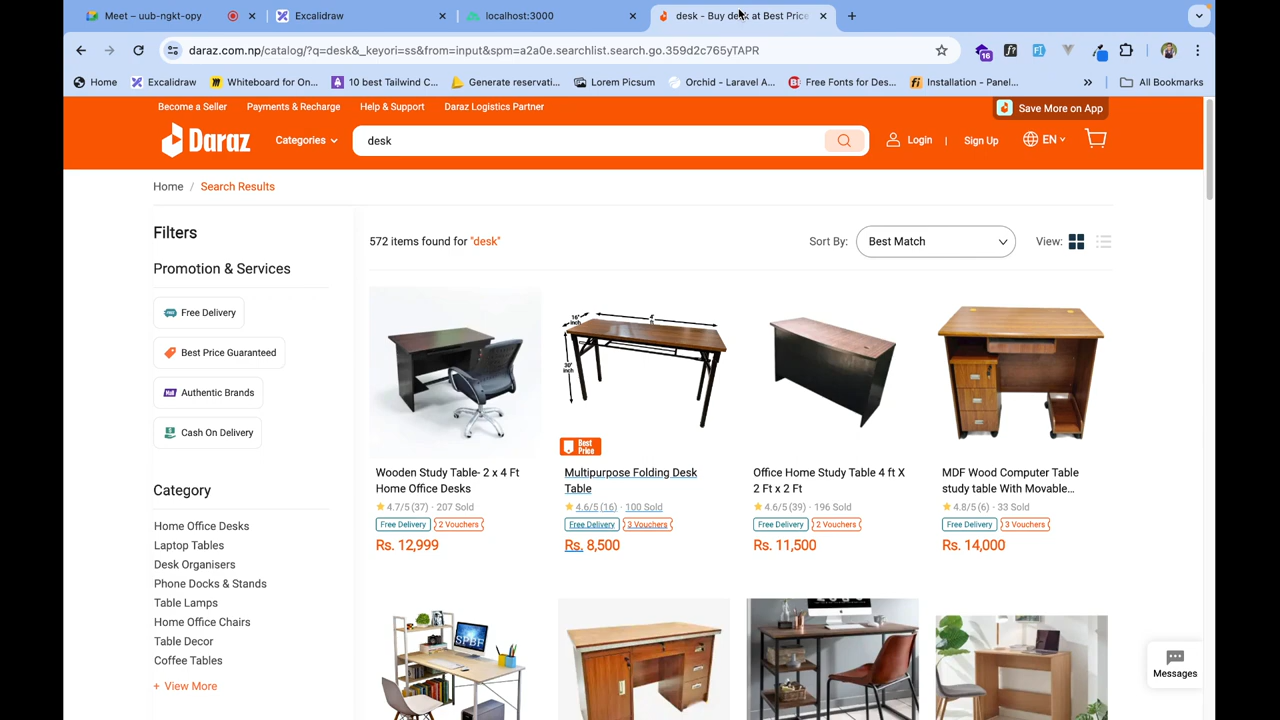 Meet – uub-ngkt-opy
Excalidraw
localhost:3000
desk - Buy desk at Best Price
daraz.com.np/catalog/?q=desk&_keyori=ss&from=input&spm=a2a0e.searchlist.search.go.359d2c765yTAPR
16
Home
Excalidraw
Whiteboard for On...
10 best Tailwind C...
Generate reservati...
Lorem Picsum
Orchid - Laravel A...
Free Fonts for Des...
Installation - Panel...
»
All Bookmarks
Become a Seller
Payments & Recharge
Help & Support
Daraz Logistics Partner
Save More on App
Daraz
Categories
desk
Login
|
Sign Up
EN
Home / Search Results
Filters
Promotion & Services
Free Delivery
Best Price Guaranteed
Authentic Brands
Cash On Delivery
Category
Home Office Desks
Laptop Tables
Desk Organisers
Phone Docks & Stands
Table Lamps
Home Office Chairs
Table Decor
Coffee Tables
+ View More
572 items found for "desk"
Sort By:
Best Match
View:
Wooden Study Table- 2 x 4 Ft
Home Office Desks
4.7/5 (37) · 207 Sold
Free Delivery
2 Vouchers
Rs. 12,999
16"
inch
4'
ft
30"
inch
Best
Price
Multipurpose Folding Desk
Table
4.6/5 (16) · 100 Sold
Free Delivery
3 Vouchers
Rs. 8,500
Office Home Study Table 4 ft X
2 Ft x 2 Ft
4.6/5 (39) · 196 Sold
Free Delivery
2 Vouchers
Rs. 11,500
MDF Wood Computer Table
study table With Movable...
4.8/5 (6) · 33 Sold
Free Delivery
3 Vouchers
Rs. 14,000
SPBF
Messages